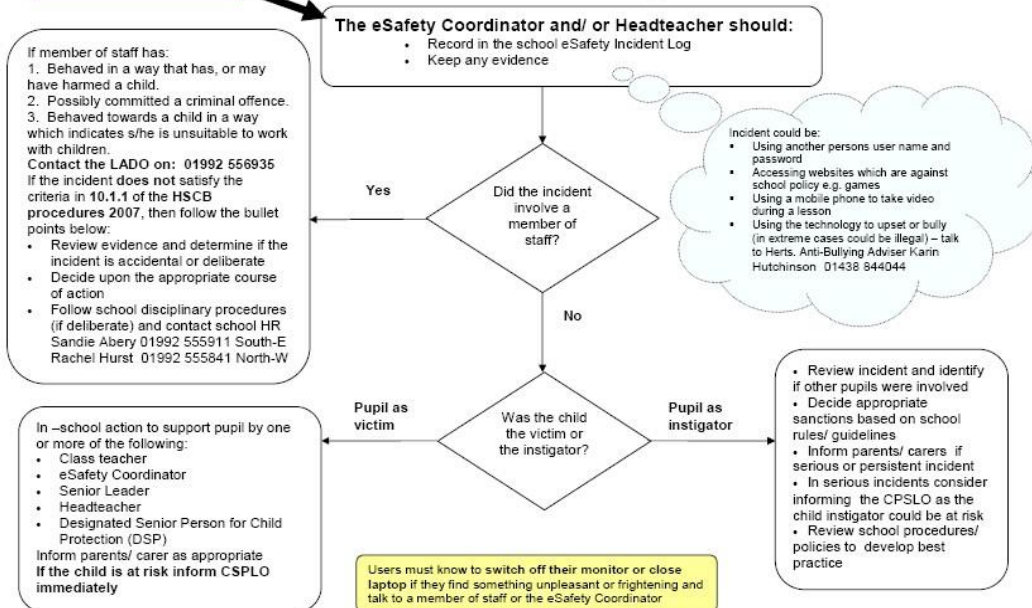 The eSafety Coordinator and/ or Headteacher should:
• Record in the school eSafety Incident Log
• Keep any evidence
If member of staff has:
1. Behaved in a way that has, or may
have harmed a child.
2. Possibly committed a criminal offence.
3. Behaved towards a child in a way
which indicates s/he is unsuitable to work
with children.
Contact the LADO on: 01992 556935
If the incident does not satisfy the
criteria in 10.1.1 of the HSCB
procedures 2007, then follow the bullet
points below:
• Review evidence and determine if the
incident is accidental or deliberate
• Decide upon the appropriate course
of action
• Follow school disciplinary procedures
(if deliberate) and contact school HR
Sandie Abery 01992 555911 South-E
Rachel Hurst 01992 555841 North-W
Yes
Did the incident
involve a
member of
staff?
Incident could be:
▪ Using another persons user name and
password
▪ Accessing websites which are against
school policy e.g. games
▪ Using a mobile phone to take video
during a lesson
▪ Using the technology to upset or bully
(in extreme cases could be illegal) – talk
to Herts. Anti-Bullying Adviser Karin
Hutchinson 01438 844044
No
In –school action to support pupil by one
or more of the following:
• Class teacher
• eSafety Coordinator
• Senior Leader
• Headteacher
• Designated Senior Person for Child
Protection (DSP)
Inform parents/ carer as appropriate
If the child is at risk inform CSPLO
immediately
Pupil as
victim
Was the child
the victim or
the instigator?
Pupil as
instigator
• Review incident and identify
if other pupils were involved
• Decide appropriate
sanctions based on school
rules/ guidelines
• Inform parents/ carers if
serious or persistent incident
• In serious incidents consider
informing the CPSLO as the
child instigator could be at risk
• Review school procedures/
policies to develop best
practice
Users must know to switch off their monitor or close
laptop if they find something unpleasant or frightening and
talk to a member of staff or the eSafety Coordinator